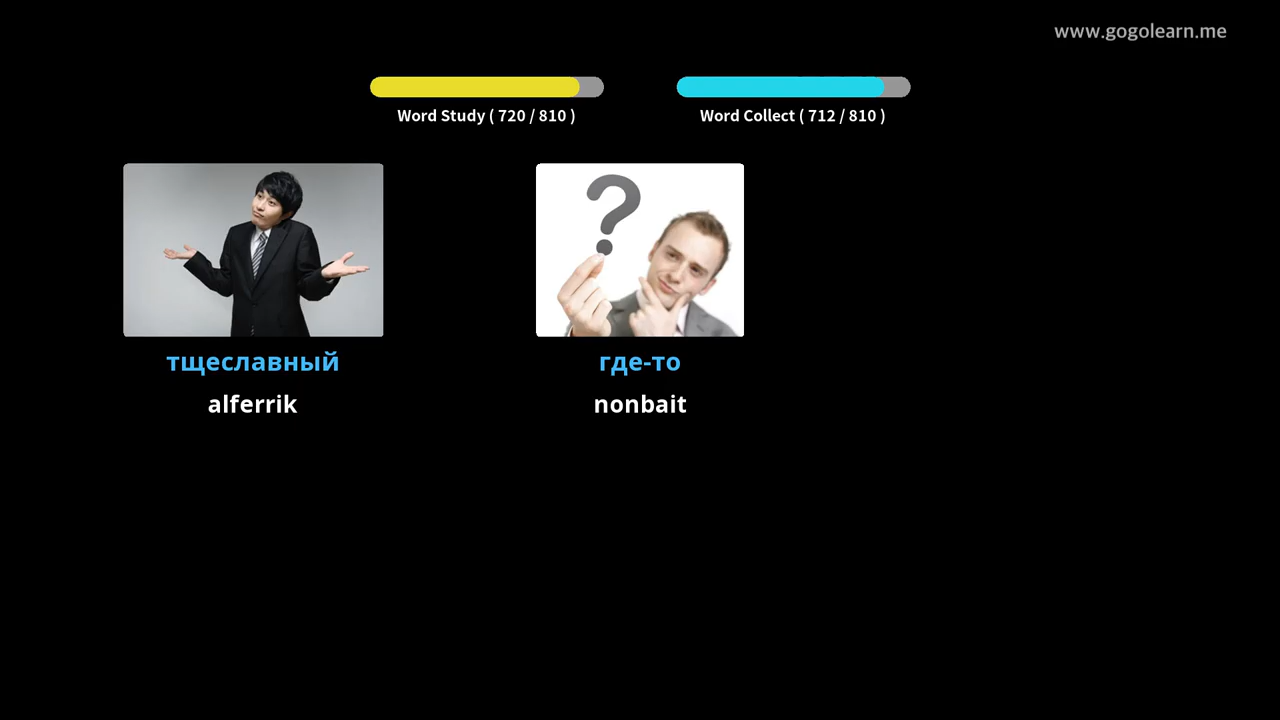 www.gogolearn.me
Word Study ( 720 / 810 )
Word Collect ( 712 / 810 )
?
тщеславный
где-то
alferrik
nonbait